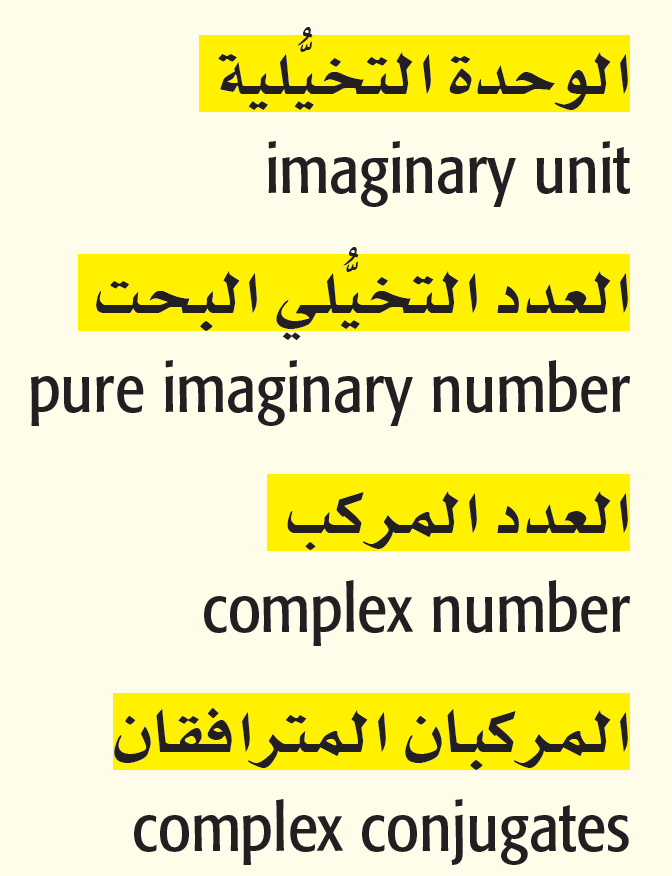 الوحدة التخيُّلية
imaginary unit
العدد التخيُّلي البحت
pure imaginary number
العدد المركب
complex number
المركبان المترافقان
complex conjugates